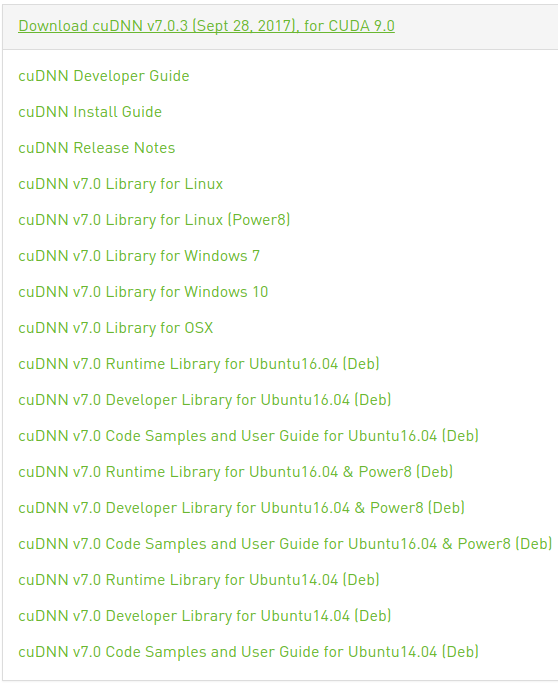 Download cuDNN v7.0.3 (Sept 28, 2017), for CUDA 9.0
cuDNN Developer Guide
cuDNN Install Guide
cuDNN Release Notes
cuDNN v7.0 Library for Linux
cuDNN v7.0 Library for Linux (Power8)
cuDNN v7.0 Library for Windows 7
cuDNN v7.0 Library for Windows 10
cuDNN v7.0 Library for OSX
cuDNN v7.0 Runtime Library for Ubuntu16.04 (Deb)
cuDNN v7.0 Developer Library for Ubuntu16.04 (Deb)
cuDNN v7.0 Code Samples and User Guide for Ubuntu16.04 (Deb)
cuDNN v7.0 Runtime Library for Ubuntu16.04 & Power8 (Deb)
cuDNN v7.0 Developer Library for Ubuntu16.04 & Power8 (Deb)
cuDNN v7.0 Code Samples and User Guide for Ubuntu16.04 & Power8 (Deb)
cuDNN v7.0 Runtime Library for Ubuntu14.04 (Deb)
cuDNN v7.0 Developer Library for Ubuntu14.04 (Deb)
cuDNN v7.0 Code Samples and User Guide for Ubuntu14.04 (Deb)